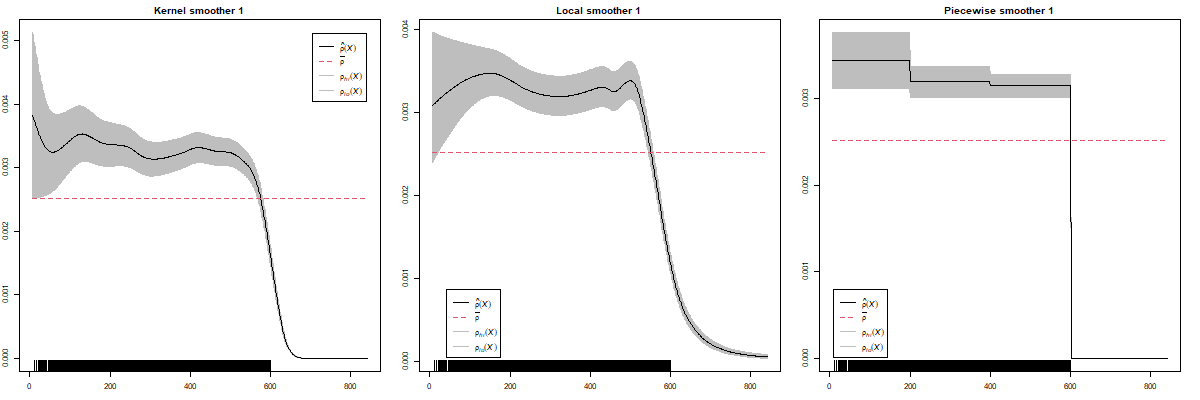 Kernel smoother 1
0.005
0.004
0.003
0.002
0.001
0.000
ρ̂(X)
ρ̅
ρhi(X)
ρlo(X)
0 200 400 600 800
Local smoother 1
0.004
0.003
0.002
0.001
0.000
ρ̂(X)
ρ̅
ρhi(X)
ρlo(X)
0 200 400 600 800
Piecewise smoother 1
0.003
0.002
0.001
0.000
ρ̂(X)
ρ̅
ρhi(X)
ρlo(X)
0 200 400 600 800